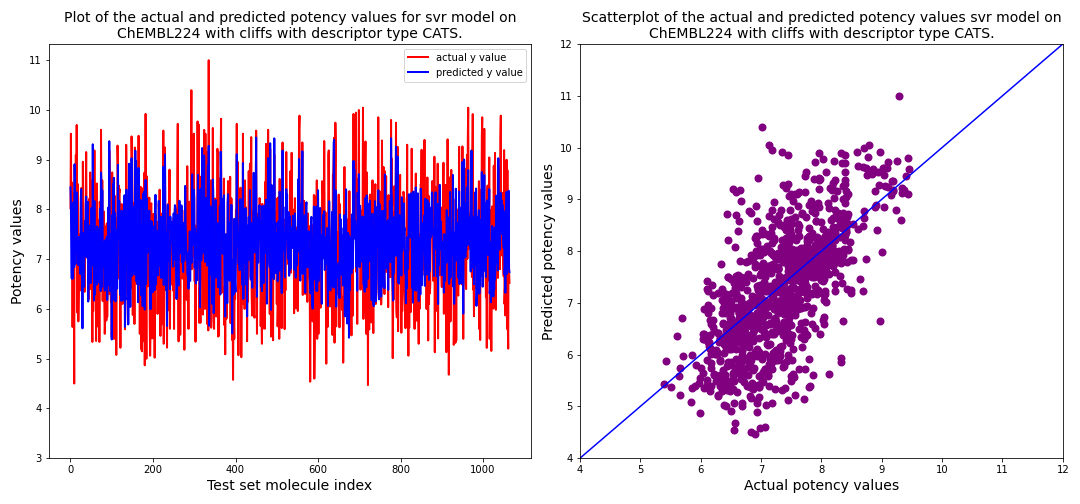 Plot of the actual and predicted potency values for svr model on
ChEMBL224 with cliffs with descriptor type CATS.
actual y value
predicted y value
Potency values
11
10
9
8
7
6
5
4
3
0 200 400 600 800 1000
Test set molecule index
Scatterplot of the actual and predicted potency values svr model on
ChEMBL224 with cliffs with descriptor type CATS.
Predicted potency values
12
11
10
9
8
7
6
5
4
4 5 6 7 8 9 10 11 12
Actual potency values